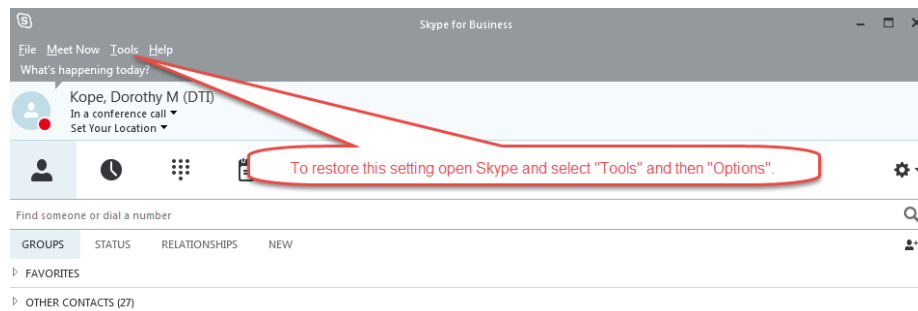 Skype for Business
File Meet Now Tools Help
What's happening today?
Kope, Dorothy M (DTI)
In a conference call
Set Your Location
To restore this setting open Skype and select "Tools" and then "Options".
Find someone or dial a number
GROUPS STATUS RELATIONSHIPS NEW
FAVORITES
OTHER CONTACTS (27)